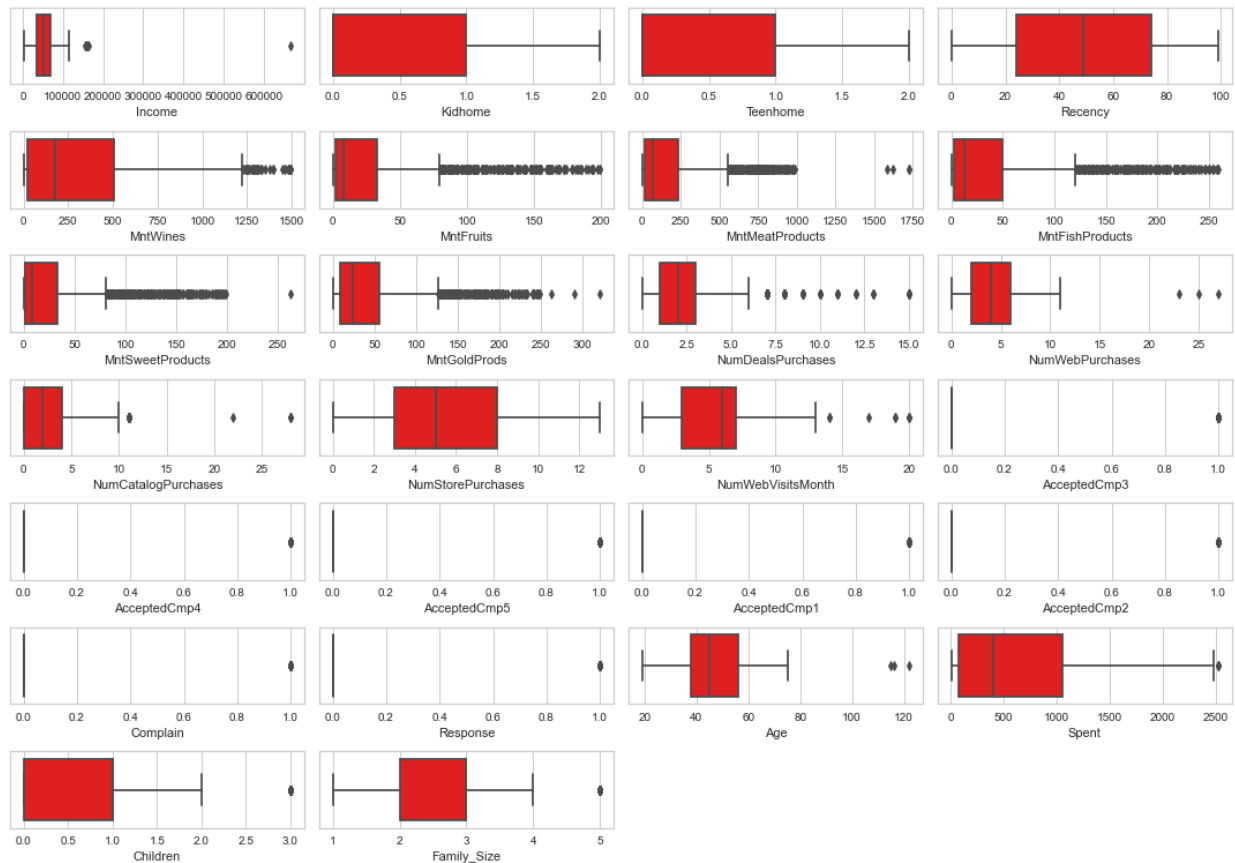 0 100000 200000 300000 400000 500000 600000
Income
0.0 0.5 1.0 1.5 2.0
Kidhome
0.0 0.5 1.0 1.5 2.0
Teenhome
0 20 40 60 80 100
Recency
0 250 500 750 1000 1250 1500
MntWines
0 50 100 150 200
MntFruits
0 250 500 750 1000 1250 1500 1750
MntMeatProducts
0 50 100 150 200 250
MntFishProducts
0 50 100 150 200 250
MntSweetProducts
0 50 100 150 200 250 300
MntGoldProds
0.0 2.5 5.0 7.5 10.0 12.5 15.0
NumDealsPurchases
0 5 10 15 20 25
NumWebPurchases
0 5 10 15 20 25
NumCatalogPurchases
0 2 4 6 8 10 12
NumStorePurchases
0 5 10 15 20
NumWebVisitsMonth
0.0 0.2 0.4 0.6 0.8 1.0
AcceptedCmp3
0.0 0.2 0.4 0.6 0.8 1.0
AcceptedCmp4
0.0 0.2 0.4 0.6 0.8 1.0
AcceptedCmp5
0.0 0.2 0.4 0.6 0.8 1.0
AcceptedCmp1
0.0 0.2 0.4 0.6 0.8 1.0
AcceptedCmp2
0.0 0.2 0.4 0.6 0.8 1.0
Complain
0.0 0.2 0.4 0.6 0.8 1.0
Response
20 40 60 80 100 120
Age
0 500 1000 1500 2000 2500
Spent
0.0 0.5 1.0 1.5 2.0 2.5 3.0
Children
1 2 3 4 5
Family_Size